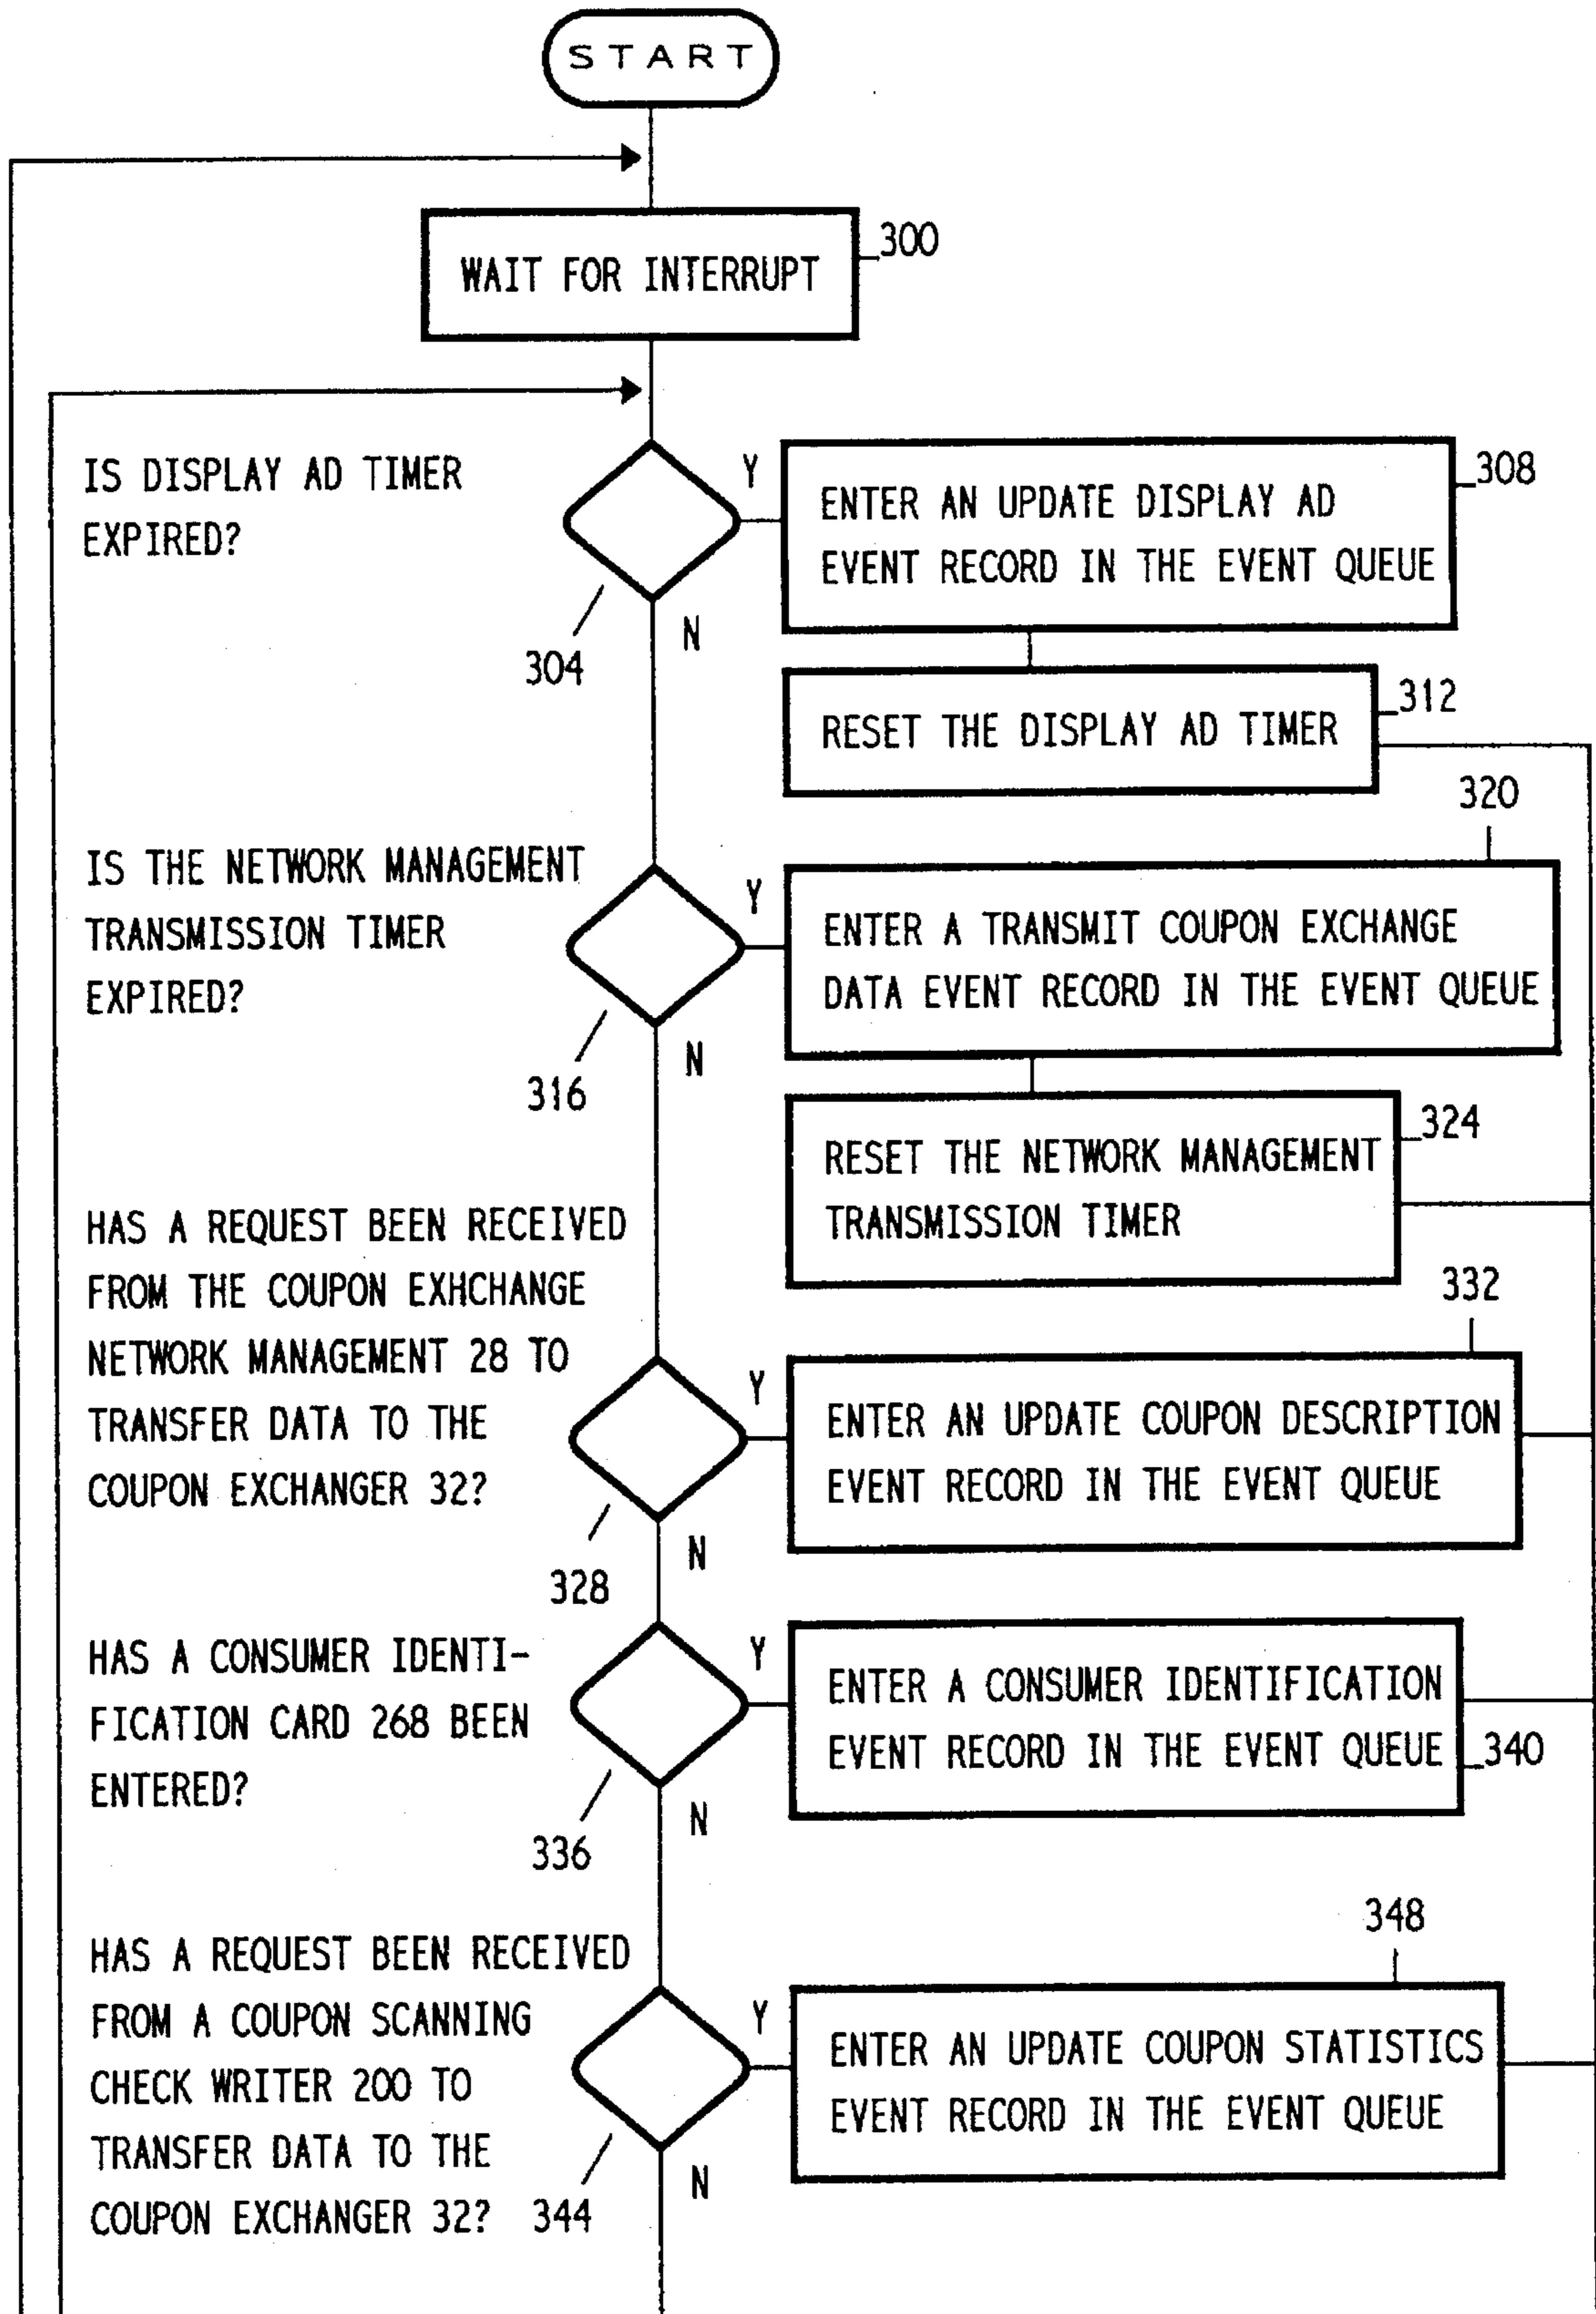 START
WAIT FOR INTERRUPT
300
IS DISPLAY AD TIMER
EXPIRED?
304
Y
N
ENTER AN UPDATE DISPLAY AD
EVENT RECORD IN THE EVENT QUEUE
308
RESET THE DISPLAY AD TIMER
312
IS THE NETWORK MANAGEMENT
TRANSMISSION TIMER
EXPIRED?
316
Y
N
320
ENTER A TRANSMIT COUPON EXCHANGE
DATA EVENT RECORD IN THE EVENT QUEUE
RESET THE NETWORK MANAGEMENT
TRANSMISSION TIMER
324
HAS A REQUEST BEEN RECEIVED
FROM THE COUPON EXHCHANGE
NETWORK MANAGEMENT 28 TO
TRANSFER DATA TO THE
COUPON EXCHANGER 32?
328
Y
N
332
ENTER AN UPDATE COUPON DESCRIPTION
EVENT RECORD IN THE EVENT QUEUE
HAS A CONSUMER IDENTI-
FICATION CARD 268 BEEN
ENTERED?
336
Y
N
ENTER A CONSUMER IDENTIFICATION
EVENT RECORD IN THE EVENT QUEUE
340
HAS A REQUEST BEEN RECEIVED
FROM A COUPON SCANNING
CHECK WRITER 200 TO
TRANSFER DATA TO THE
COUPON EXCHANGER 32?
344
Y
N
348
ENTER AN UPDATE COUPON STATISTICS
EVENT RECORD IN THE EVENT QUEUE